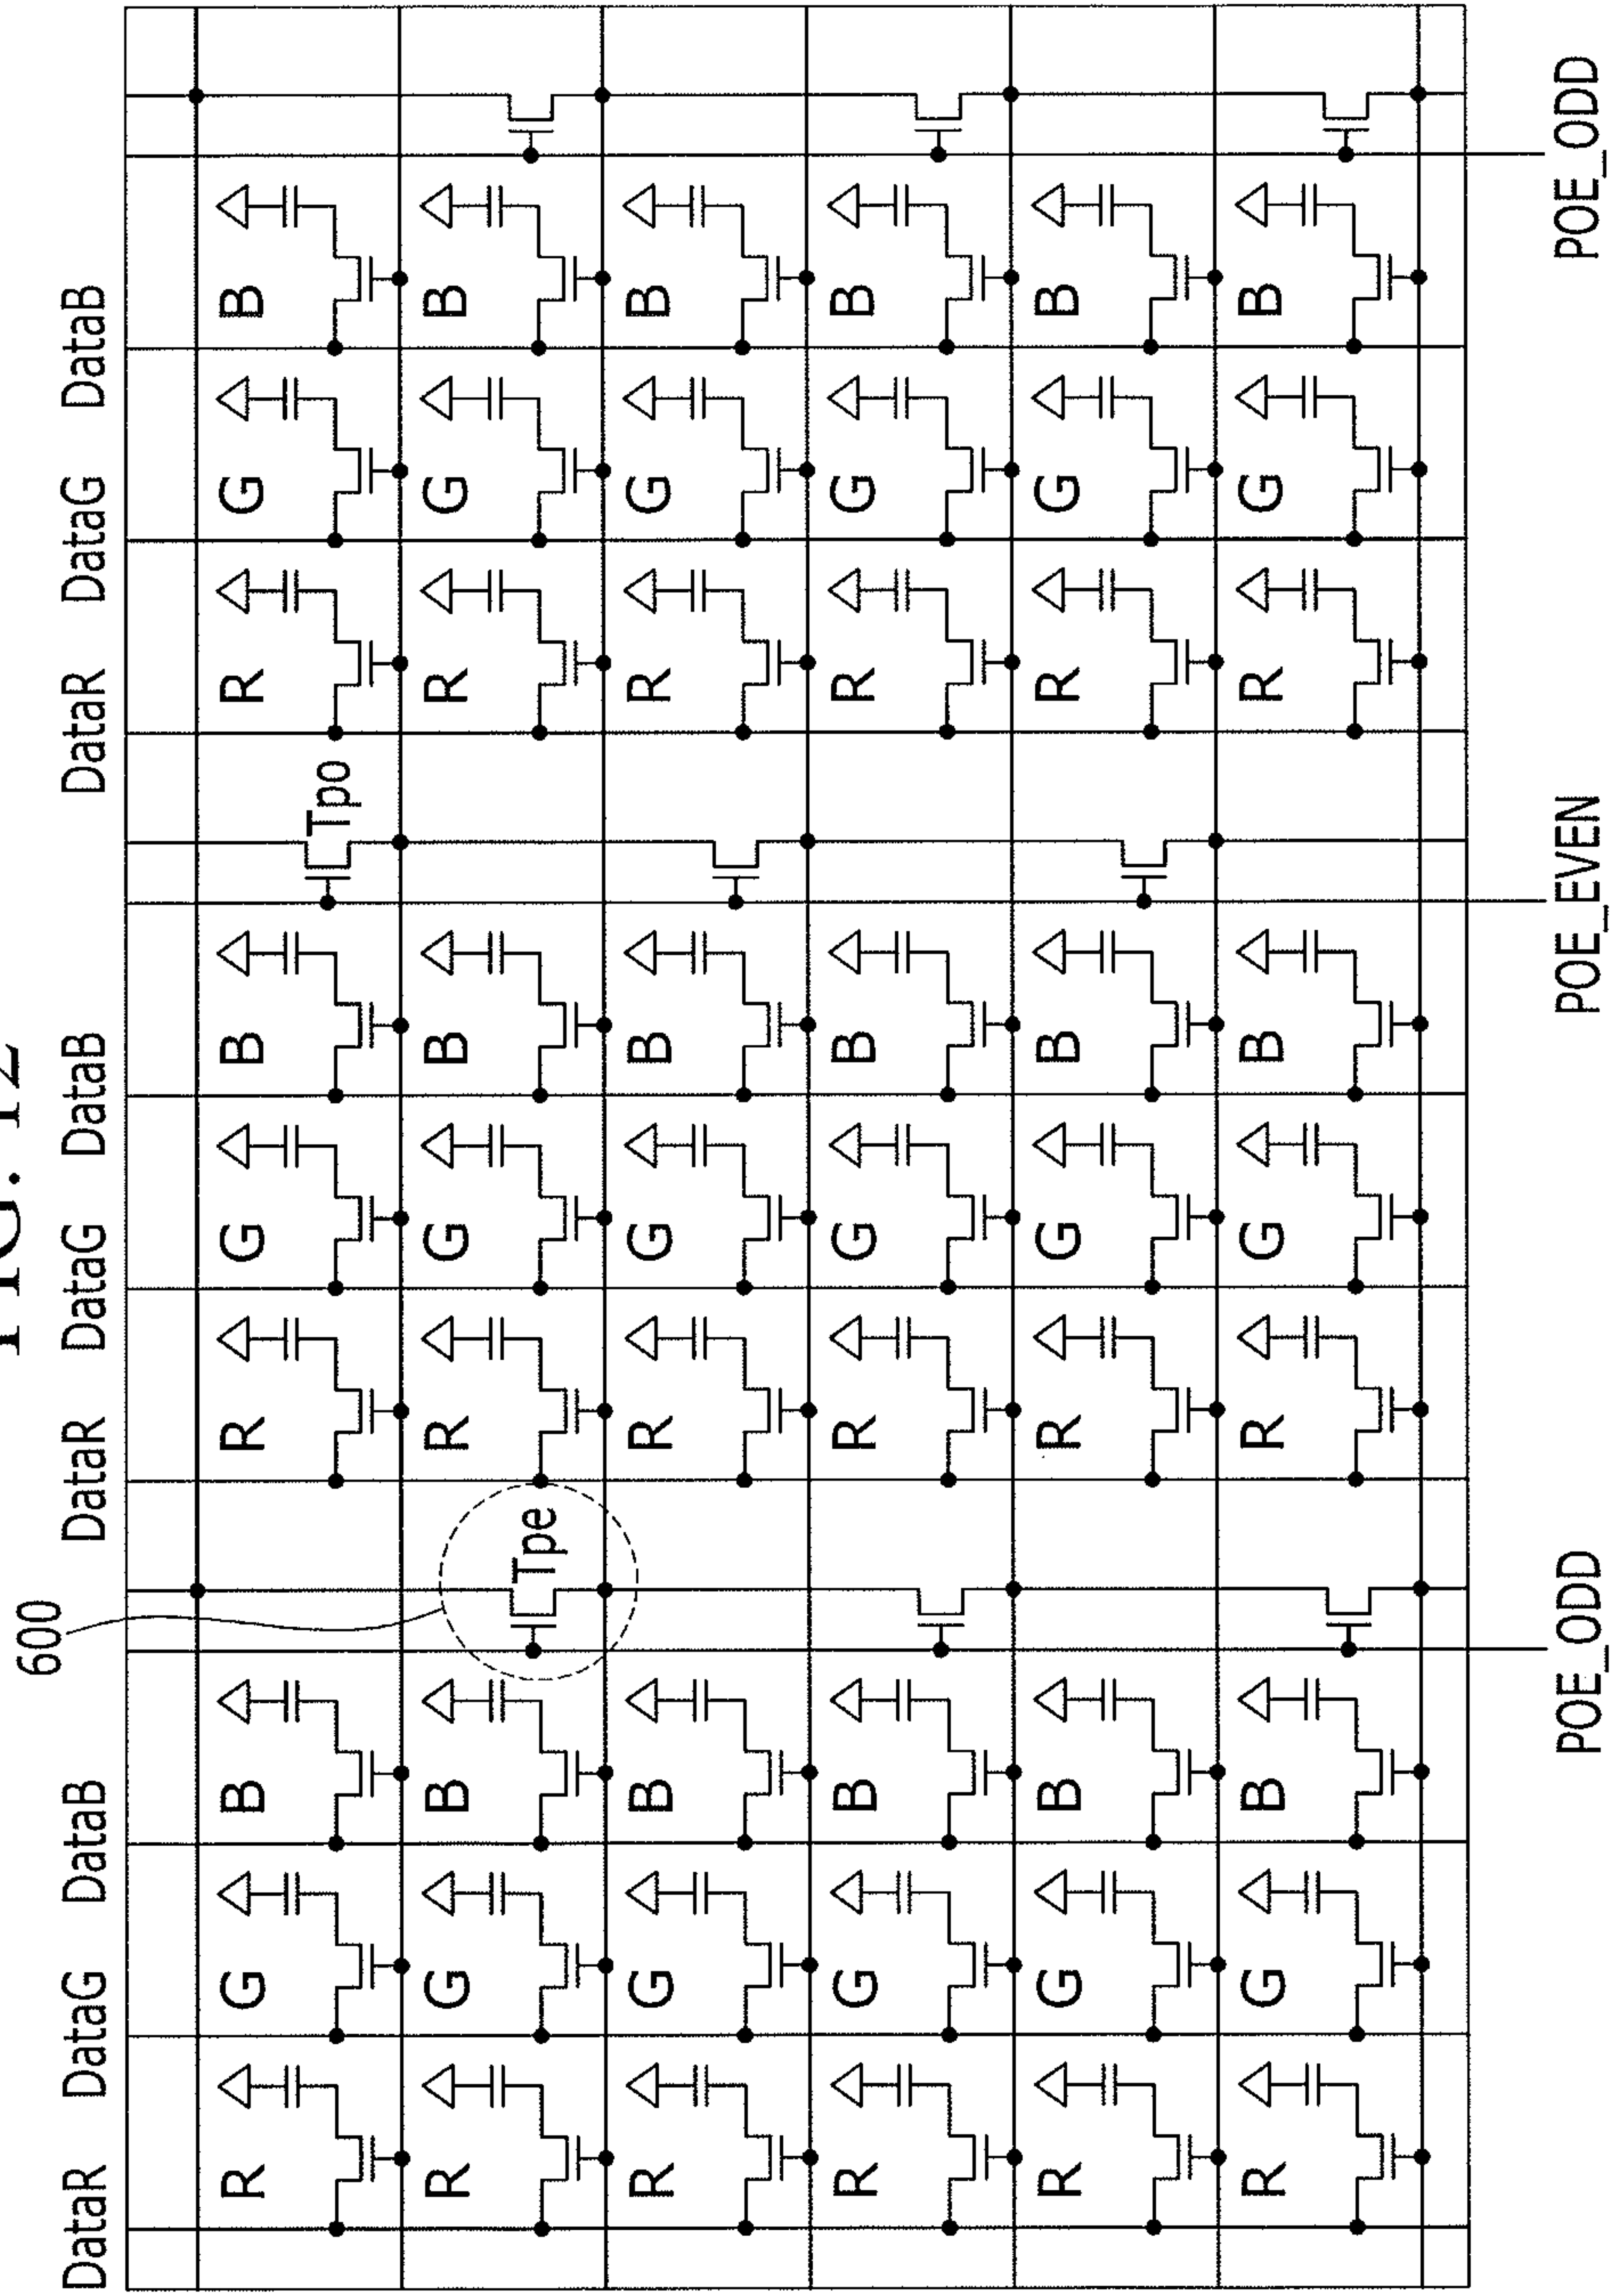 FIG. 12
600
DataR DataG DataB DataR DataG DataB DataR DataG DataB
R G B R G B Tpo R G B
R G B Tpe R G B R G B
R G B R G B R G B
R G B R G B R G B
R G B R G B R G B
R G B R G B R G B
POE_ODD POE_EVEN POE_ODD